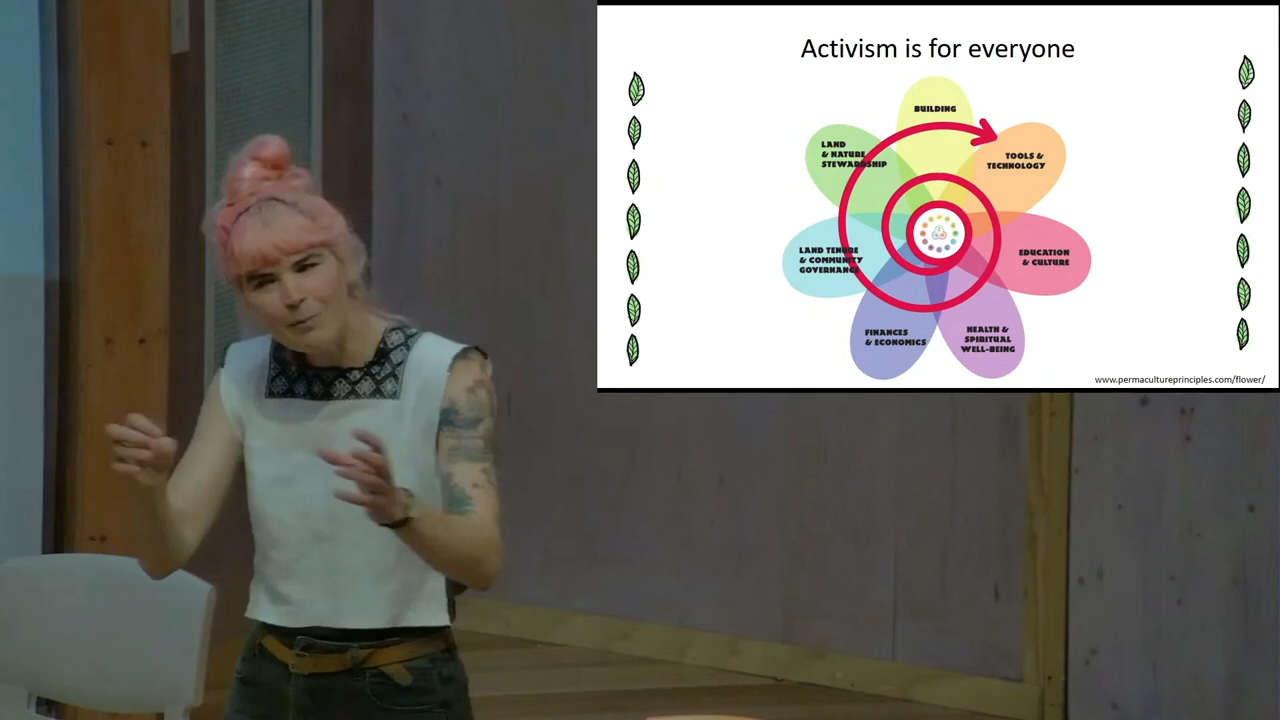 Activism is for everyone
BUILDING
LAND
& NATURE
STEWARDSHIP
TOOLS &
TECHNOLOGY
LAND TENURE
& COMMUNITY
GOVERNANCE
EDUCATION
& CULTURE
FINANCES
& ECONOMICS
HEALTH &
SPIRITUAL
WELL-BEING
www.permacultureprinciples.com/flower/